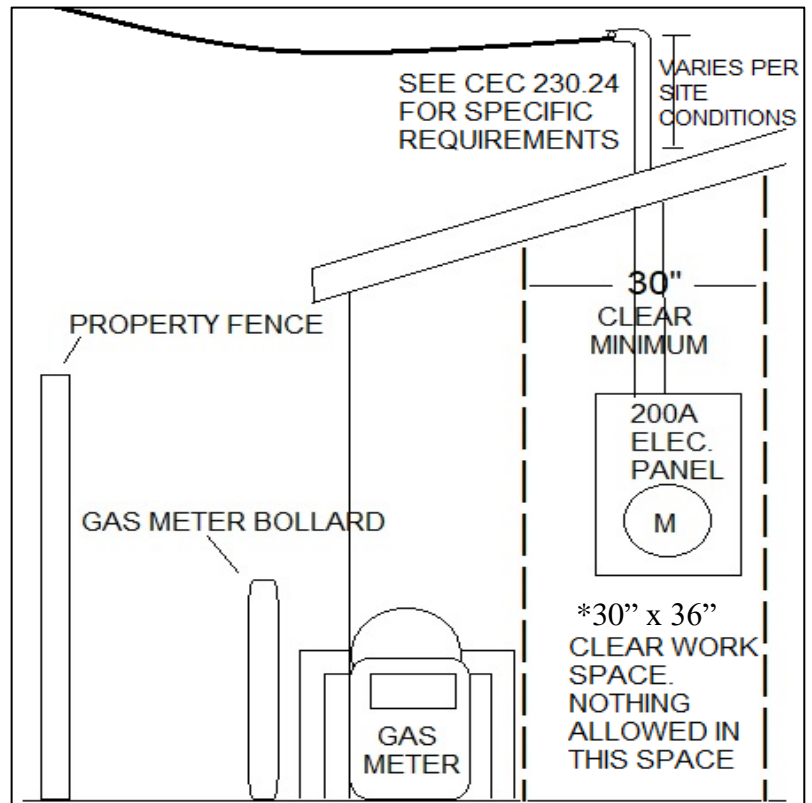 SEE CEC 230.24
FOR SPECIFIC
REQUIREMENTS
VARIES PER
SITE
CONDITIONS
30"
CLEAR
MINIMUM
PROPERTY FENCE
200A
ELEC.
PANEL
M
GAS METER BOLLARD
*30” x 36”
CLEAR WORK
SPACE.
NOTHING
ALLOWED IN
THIS SPACE
GAS
METER